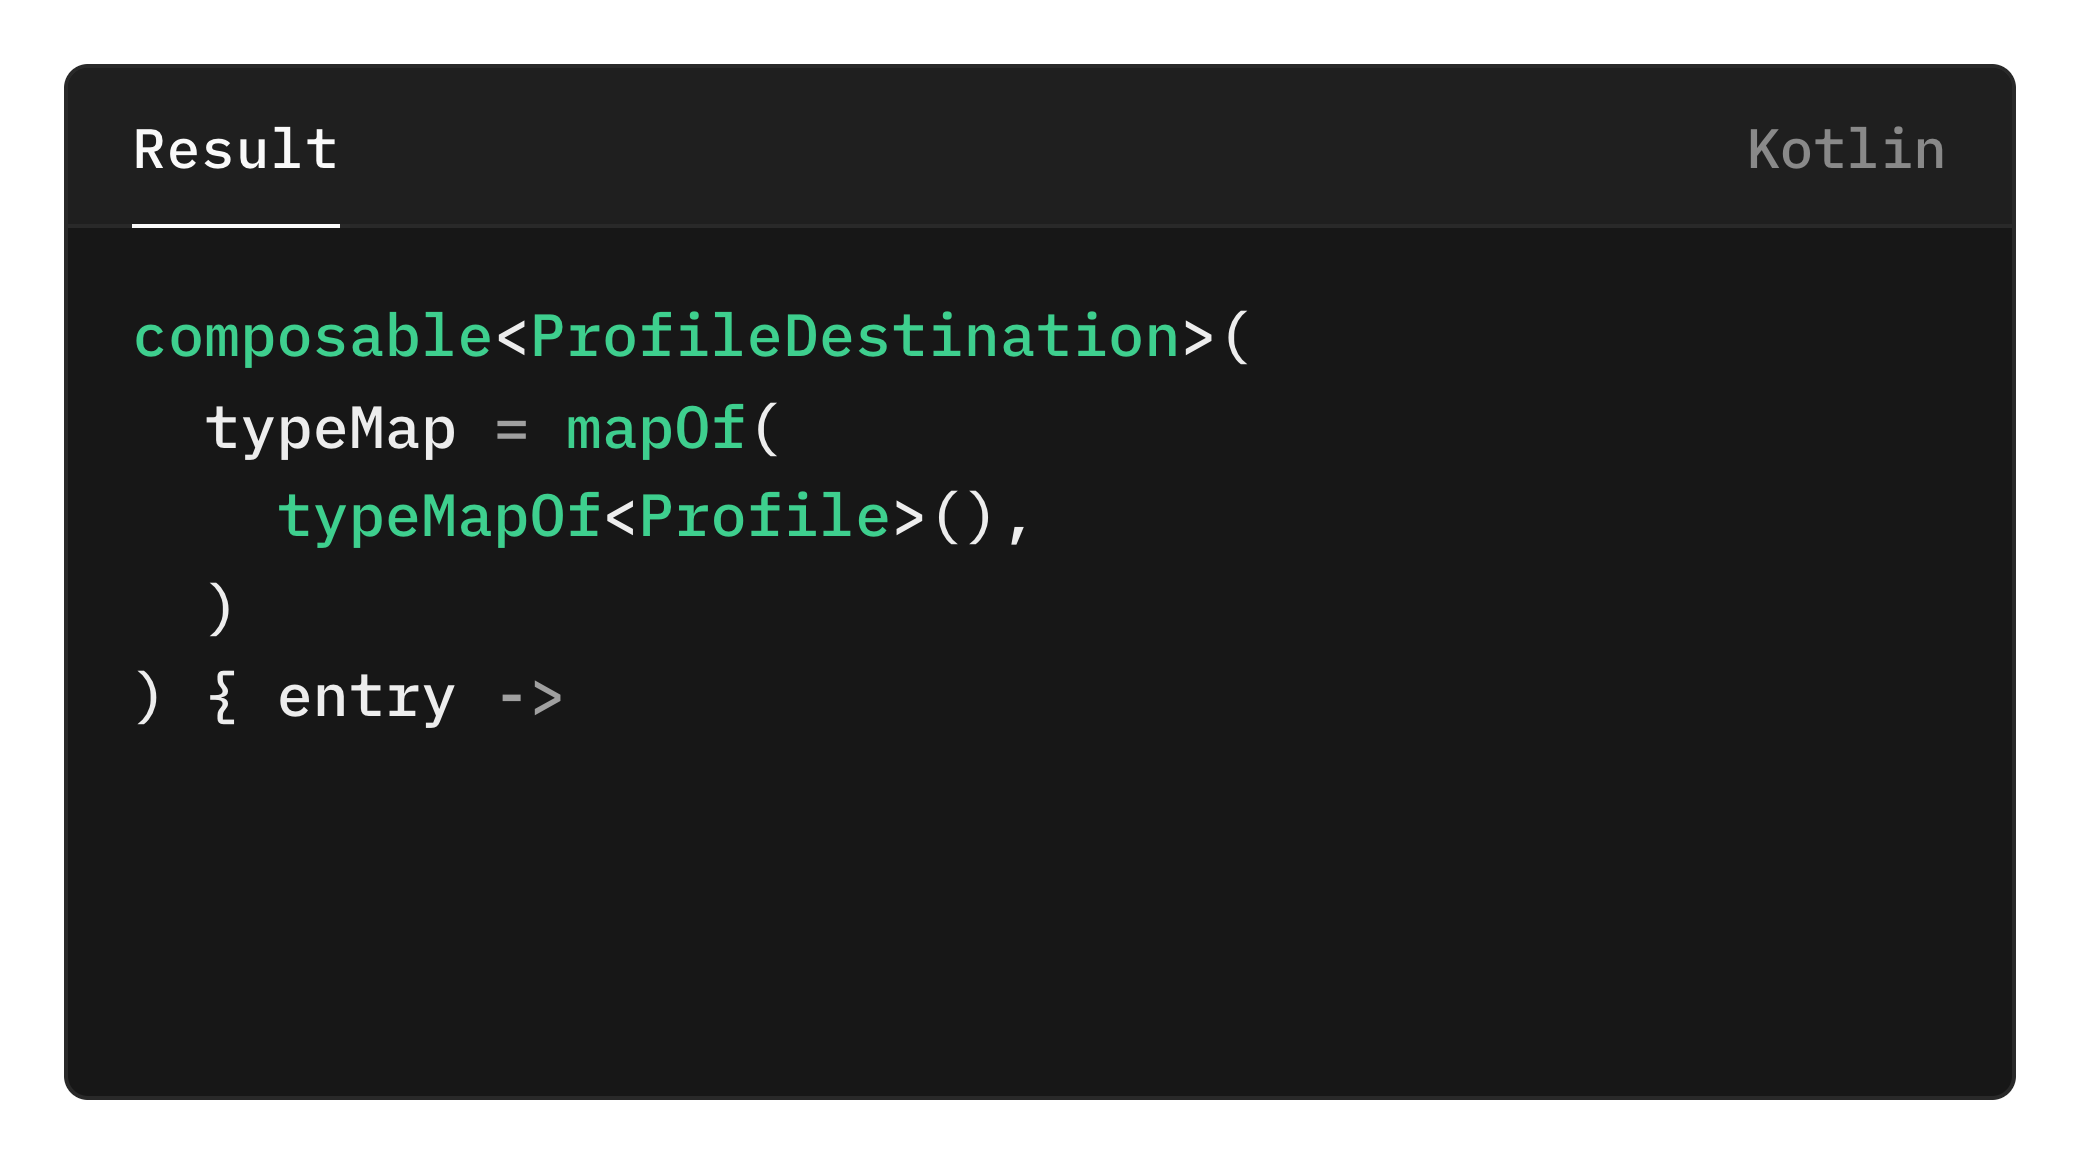 Result
Kotlin
composable<ProfileDestination>(
  typeMap = mapOf(
    typeMapOf<Profile>(),
  )
) { entry ->